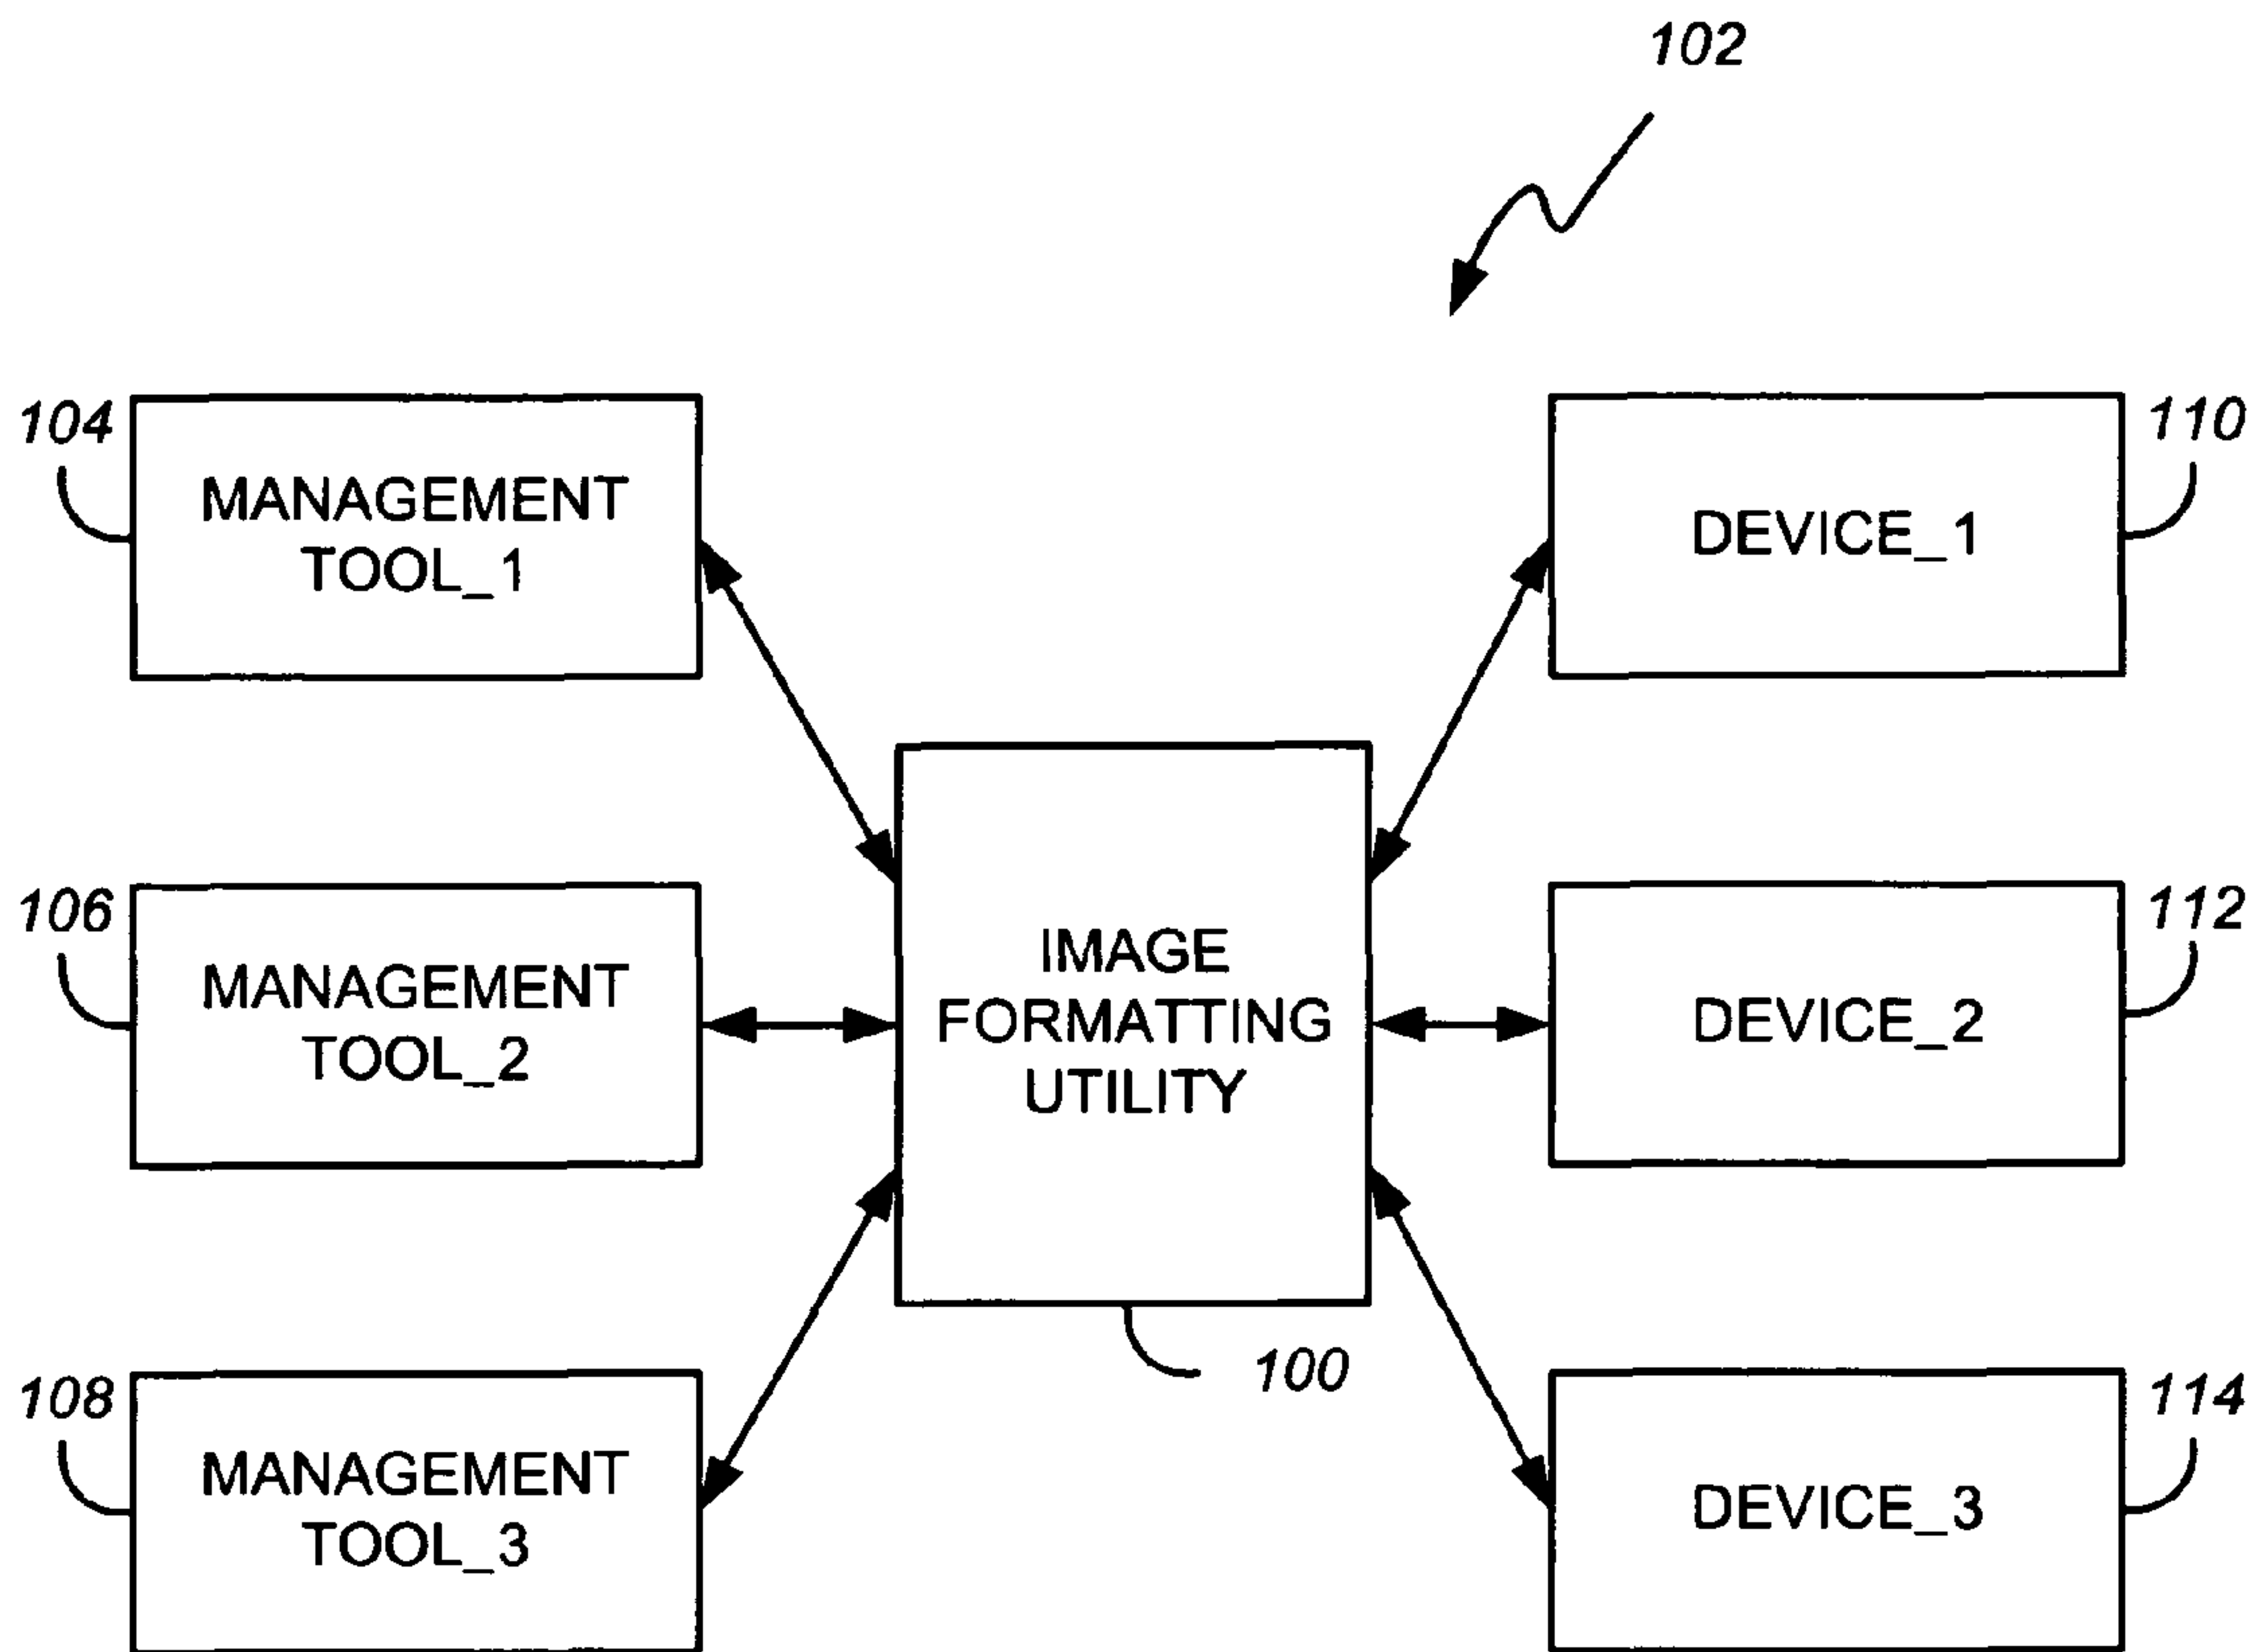 102
104
MANAGEMENT
TOOL_1
DEVICE_1
110
106
MANAGEMENT
TOOL_2
IMAGE
FORMATTING
UTILITY
DEVICE_2
112
100
108
MANAGEMENT
TOOL_3
DEVICE_3
114